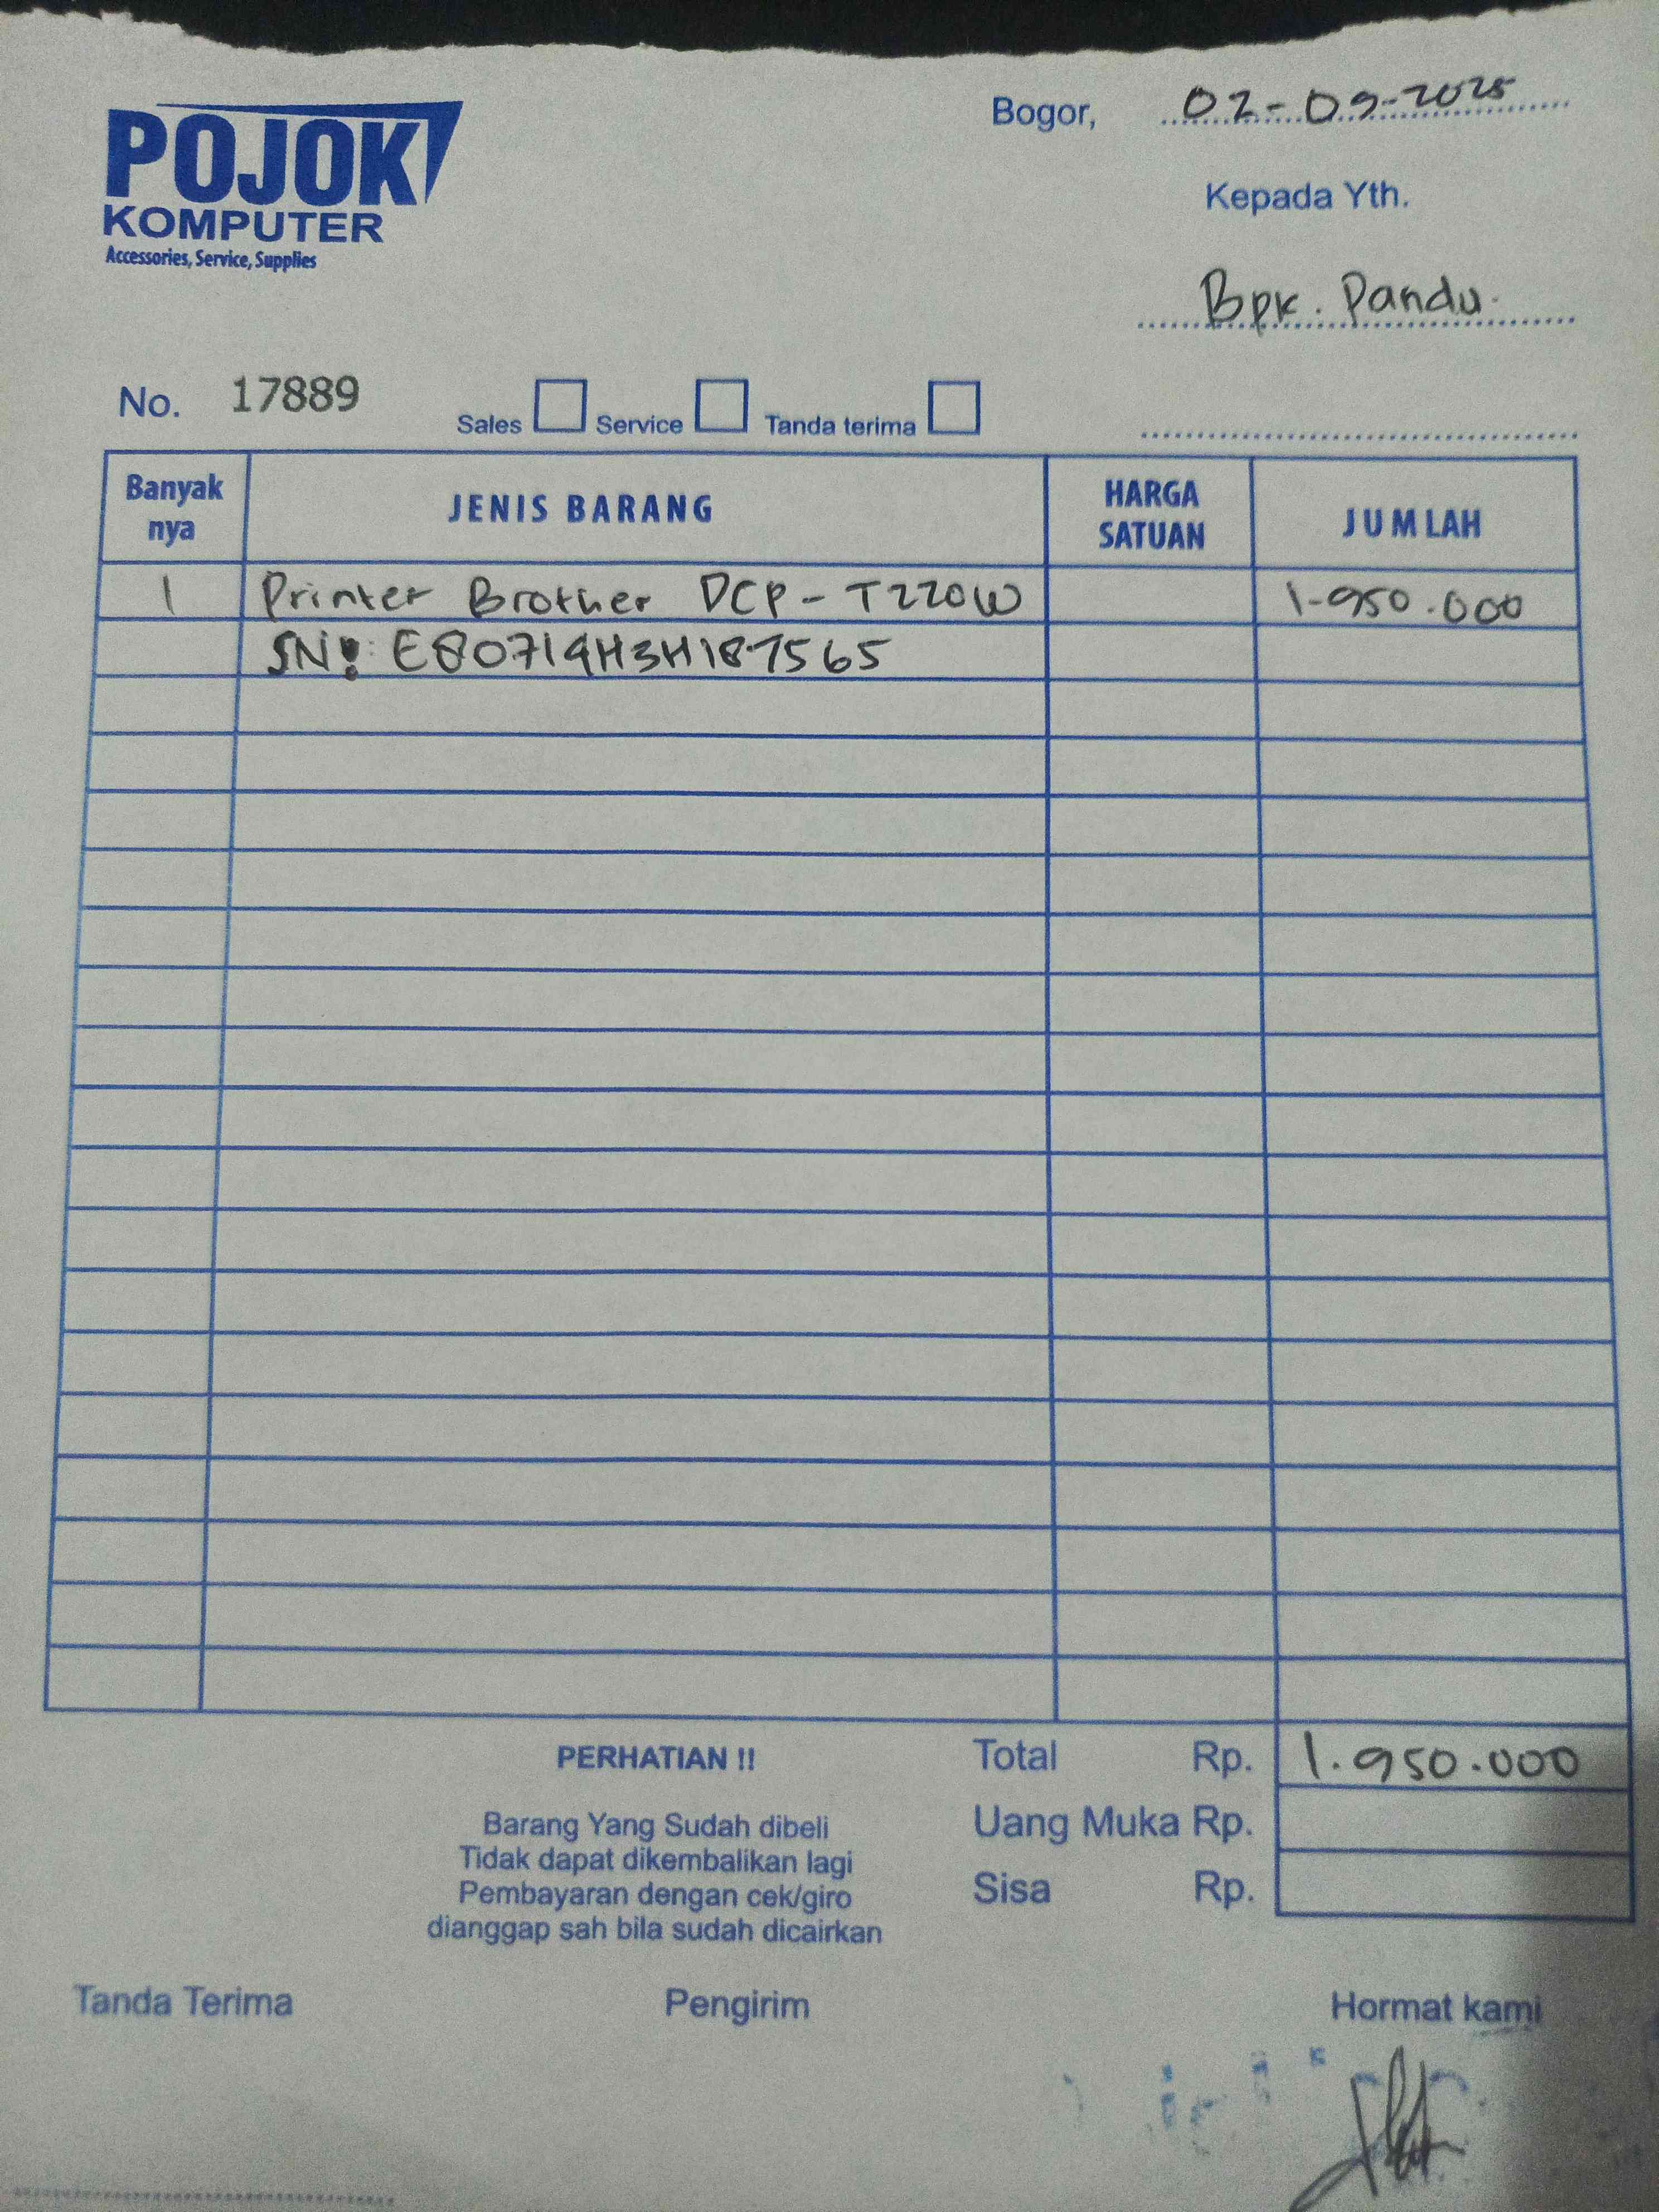 POJOK
KOMPUTER
Accessories, Service, Supplies
Bogor, 02-09-2025
Kepada Yth.
Bpk. Pandu
No. 17889
Sales Service Tanda terima
Banyak nya JENIS BARANG HARGA SATUAN JUMLAH
1 Printer Brother DCP-T220W 1.950.000
SN: E80719H3H187565
PERHATIAN !!
Barang Yang Sudah dibeli
Tidak dapat dikembalikan lagi
Pembayaran dengan cek/giro
dianggap sah bila sudah dicairkan
Total Rp. 1.950.000
Uang Muka Rp.
Sisa Rp.
Tanda Terima Pengirim Hormat kami